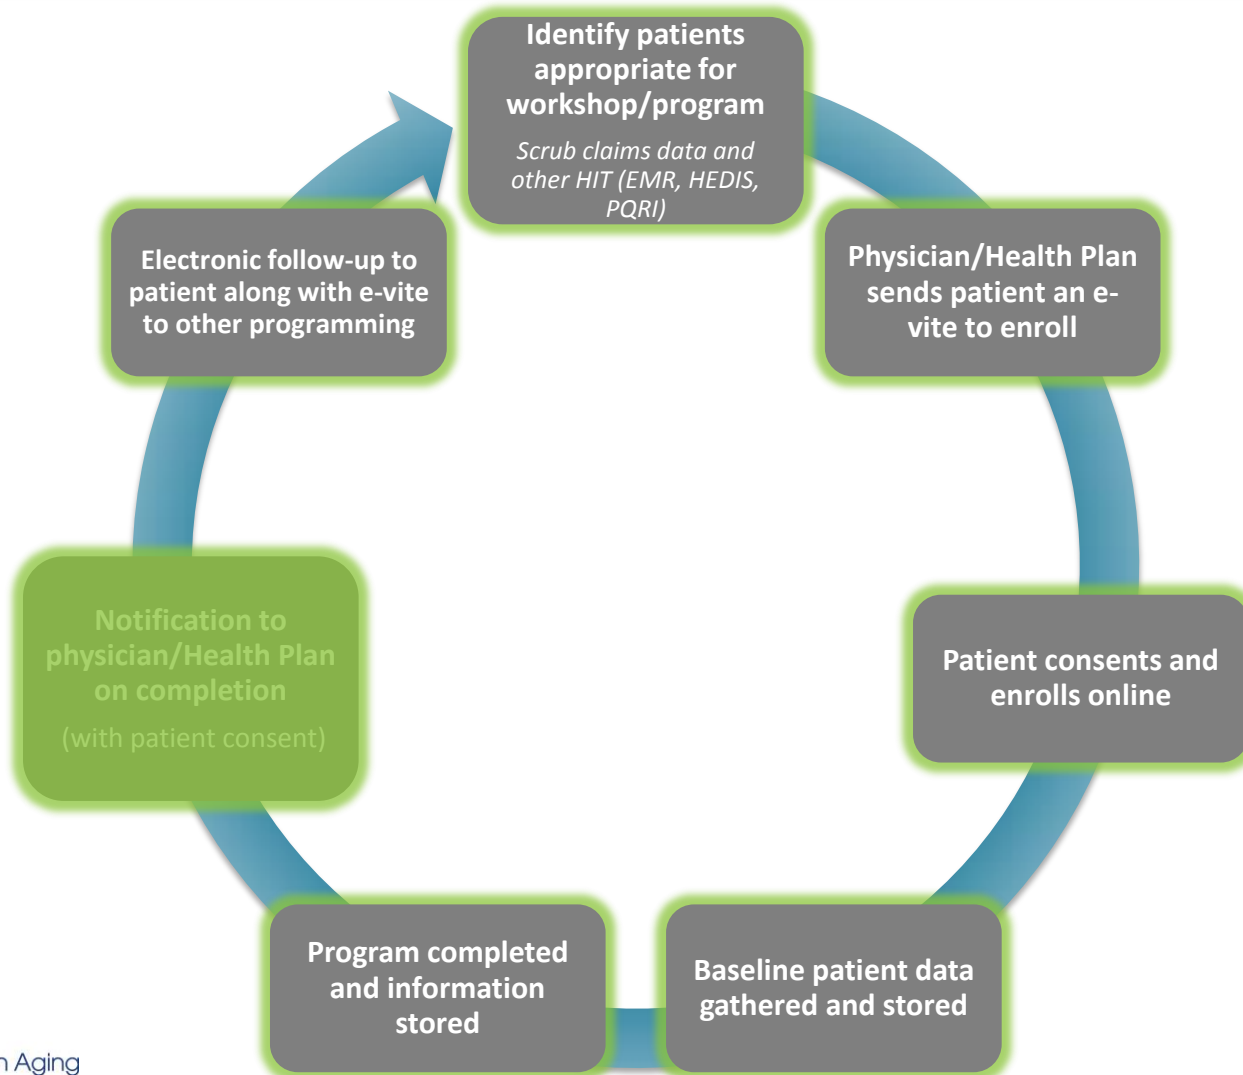 Identify patients
appropriate for
workshop/program
Scrub claims data and
other HIT (EMR, HEDIS,
PQRI)
Physician/Health Plan
sends patient an e-
vite to enroll
Patient consents and
enrolls online
Baseline patient data
gathered and stored
Program completed
and information
stored
Notification to
physician/Health Plan
on completion
(with patient consent)
Electronic follow-up to
patient along with e-vite
to other programming
Aging